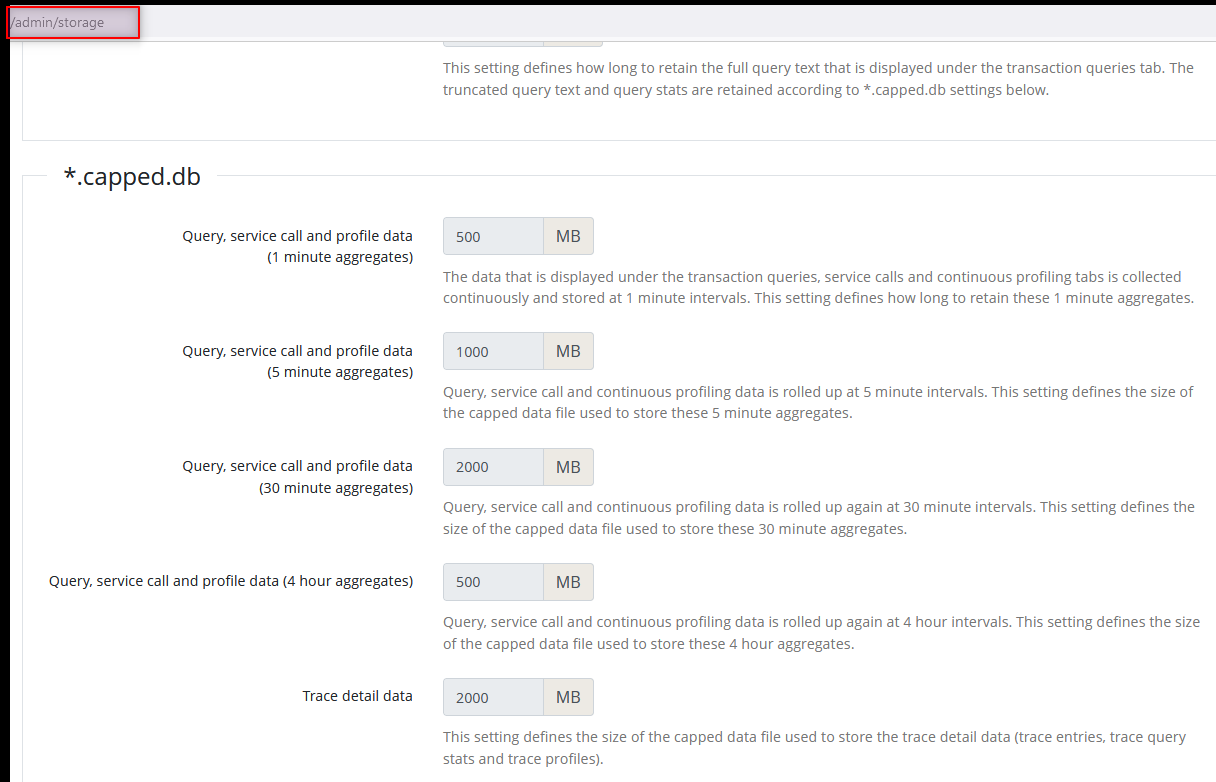 /admin/storage
This setting defines how long to retain the full query text that is displayed under the transaction queries tab. The
truncated query text and query stats are retained according to *.capped.db settings below.
*.capped.db
Query, service call and profile data
(1 minute aggregates)
500 MB
The data that is displayed under the transaction queries, service calls and continuous profiling tabs is collected
continuously and stored at 1 minute intervals. This setting defines how long to retain these 1 minute aggregates.
Query, service call and profile data
(5 minute aggregates)
1000 MB
Query, service call and continuous profiling data is rolled up at 5 minute intervals. This setting defines the size of
the capped data file used to store these 5 minute aggregates.
Query, service call and profile data
(30 minute aggregates)
2000 MB
Query, service call and continuous profiling data is rolled up again at 30 minute intervals. This setting defines the
size of the capped data file used to store these 30 minute aggregates.
Query, service call and profile data (4 hour aggregates)
500 MB
Query, service call and continuous profiling data is rolled up again at 4 hour intervals. This setting defines the size
of the capped data file used to store these 4 hour aggregates.
Trace detail data
2000 MB
This setting defines the size of the capped data file used to store the trace detail data (trace entries, trace query
stats and trace profiles).